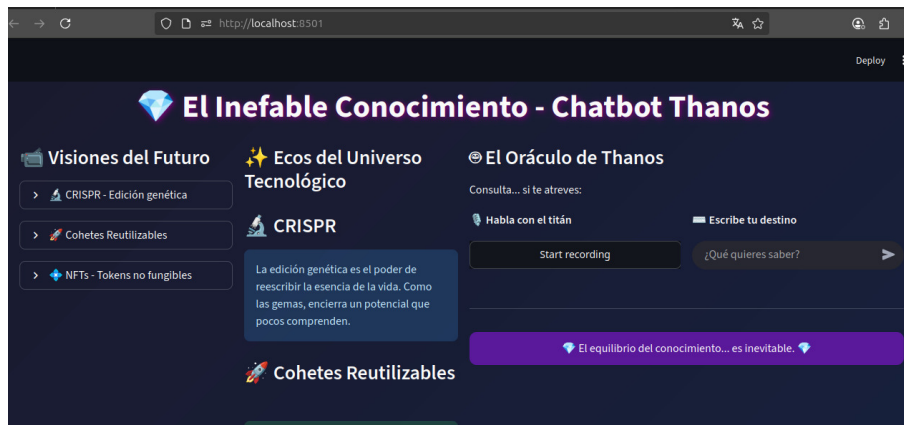 http://localhost:8501
Deploy
💎 El Inefable Conocimiento - Chatbot Thanos
📹 Visiones del Futuro
🔬 CRISPR - Edición genética
🚀 Cohetes Reutilizables
💠 NFTs - Tokens no fungibles
✨ Ecos del Universo
Tecnológico
🔬 CRISPR
La edición genética es el poder de
reescribir la esencia de la vida. Como
las gemas, encierra un potencial que
pocos comprenden.
🚀 Cohetes Reutilizables
El Oráculo de Thanos
Consulta... si te atreves:
🎙️ Habla con el titán
Start recording
⌨️ Escribe tu destino
¿Qué quieres saber?
💎 El equilibrio del conocimiento... es inevitable. 💎